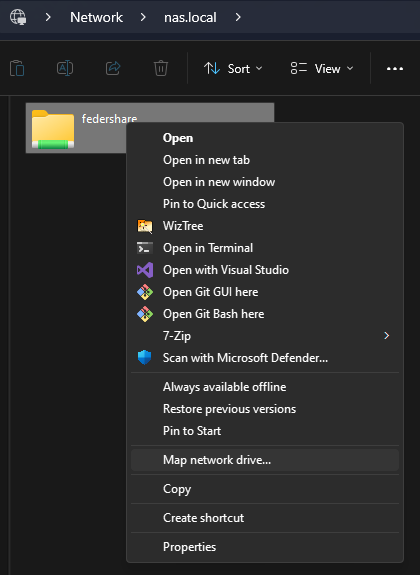 Network > nas.local >
Sort View ...
federshare
Open
Open in new tab
Open in new window
Pin to Quick access
WizTree
Open in Terminal
Open with Visual Studio
Open Git GUI here
Open Git Bash here
7-Zip
Scan with Microsoft Defender...
Always available offline
Restore previous versions
Pin to Start
Map network drive...
Copy
Create shortcut
Properties